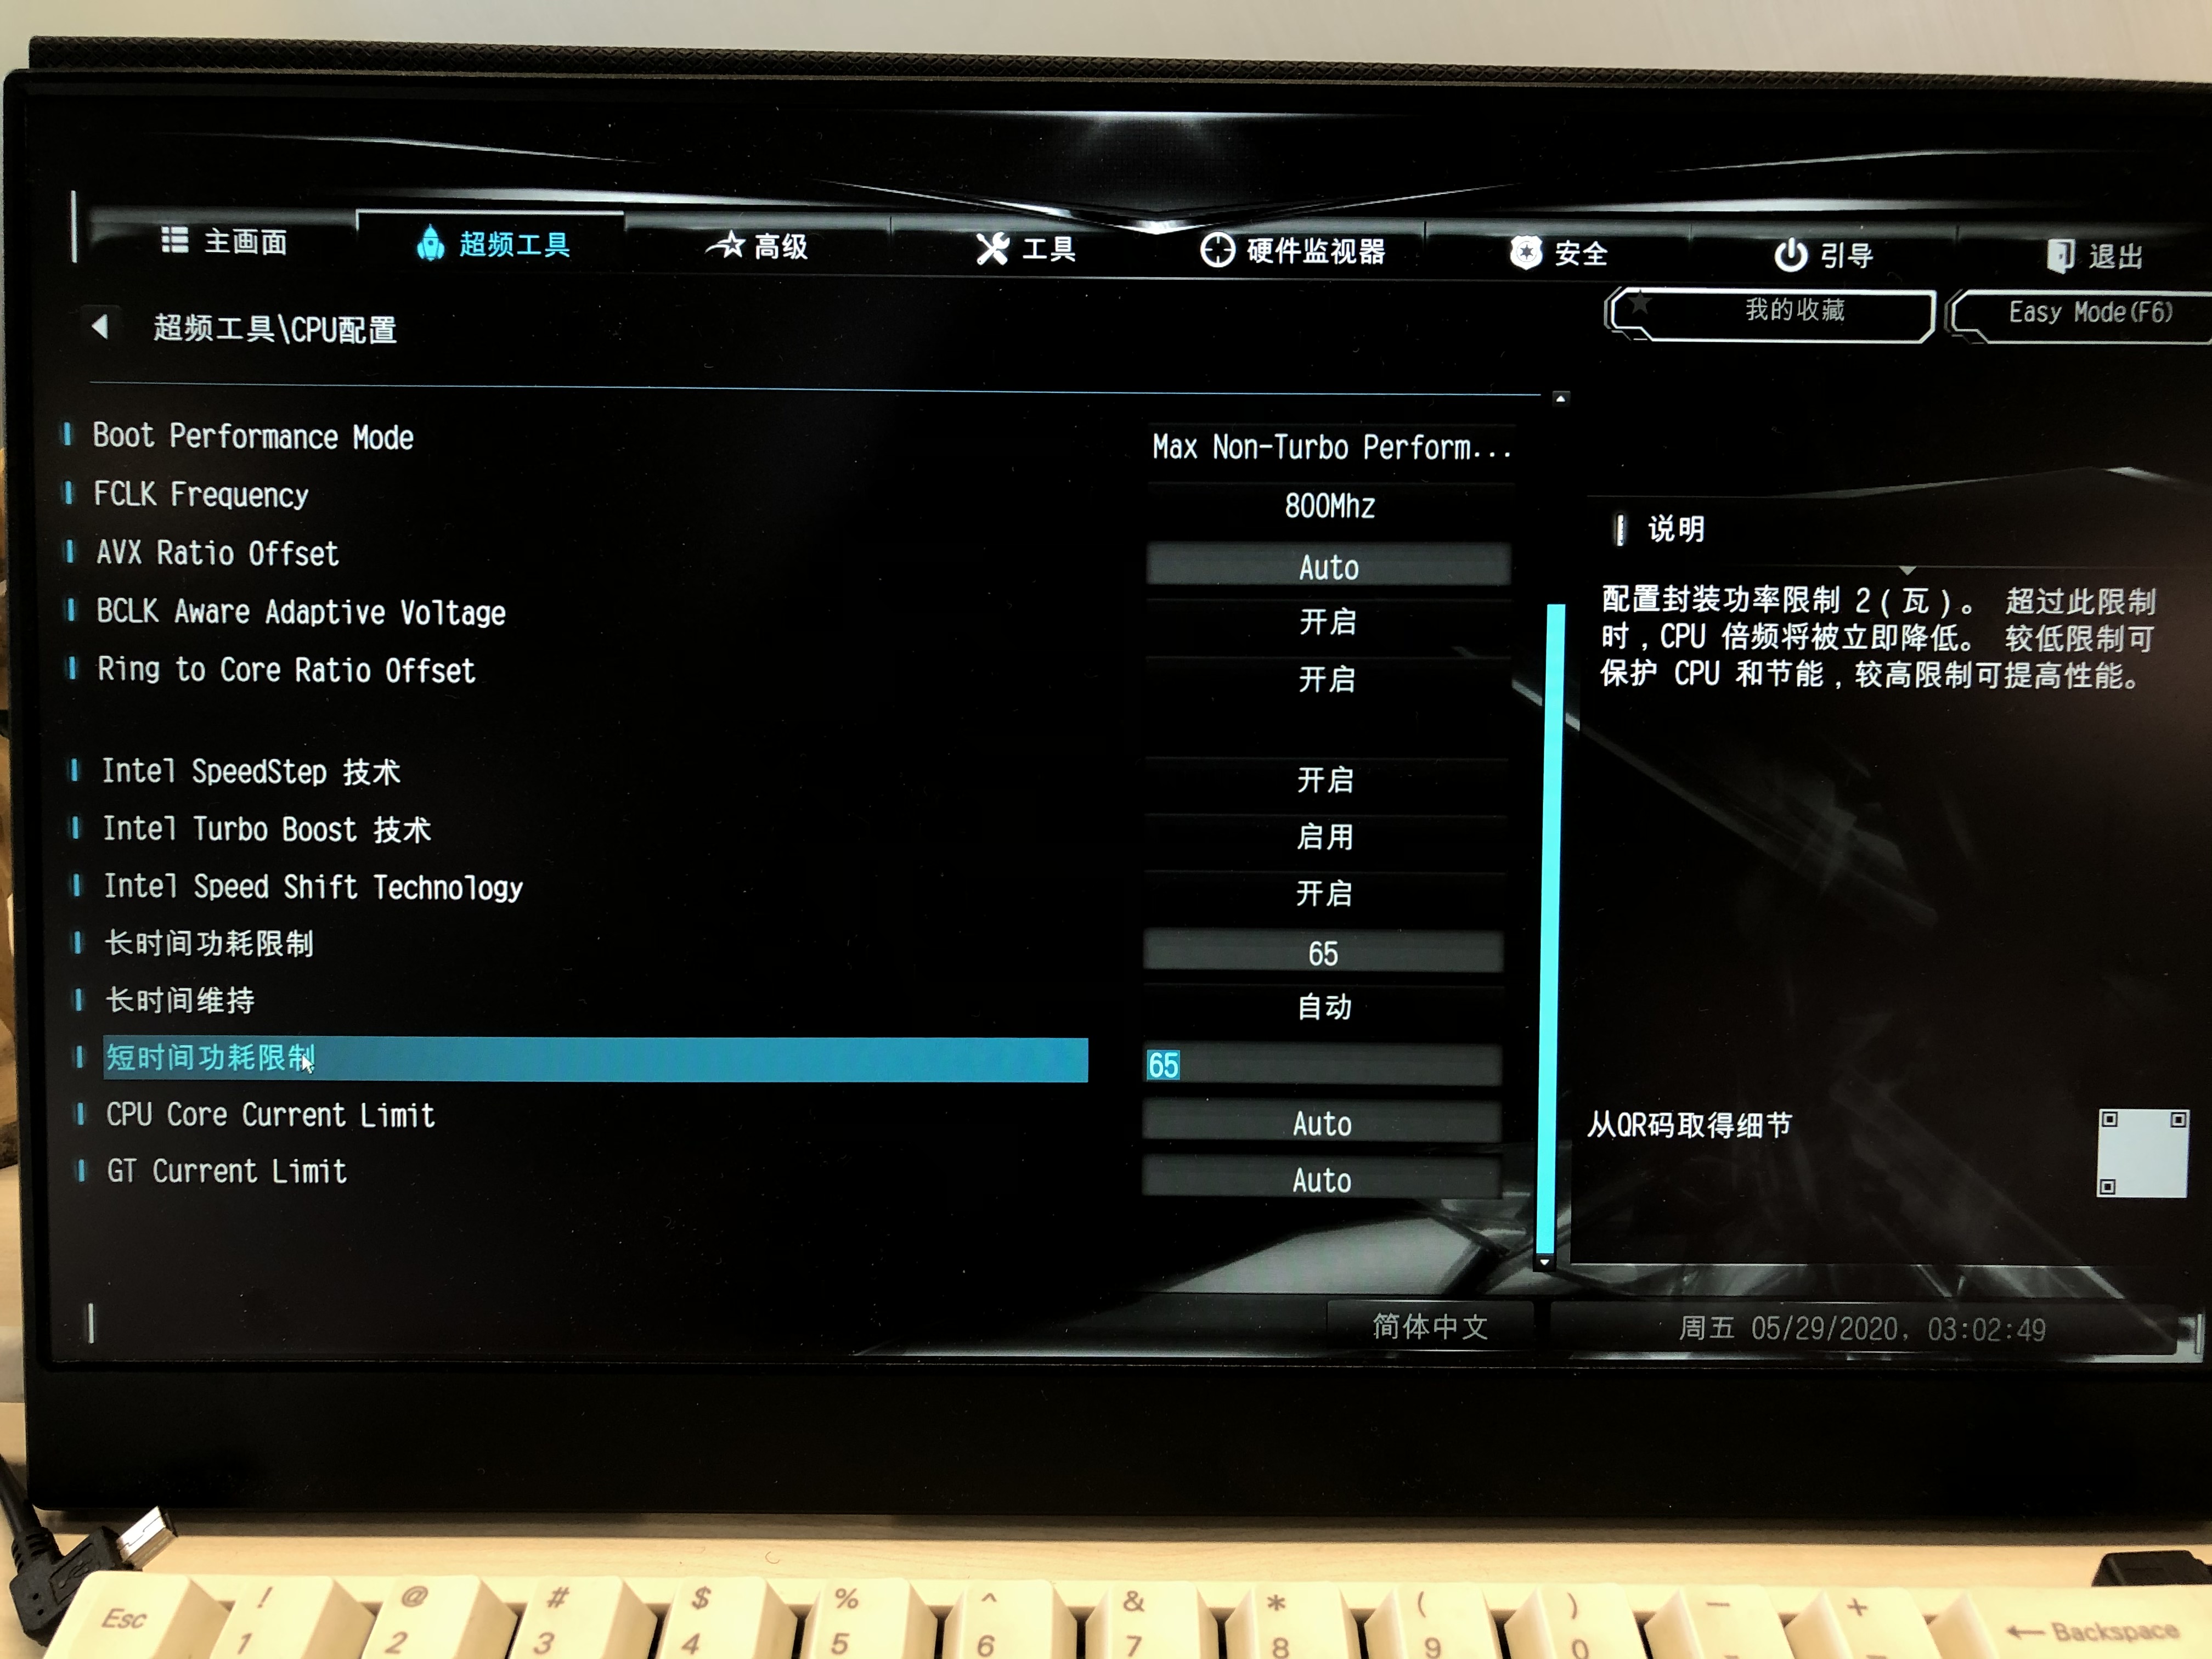 主画面
超频工具
高级
工具
硬件监视器
安全
引导
退出
我的收藏
Easy Mode(F6)
超频工具\CPU配置
Boot Performance Mode
Max Non-Turbo Perform...
FCLK Frequency
800Mhz
AVX Ratio Offset
Auto
BCLK Aware Adaptive Voltage
开启
Ring to Core Ratio Offset
开启
Intel SpeedStep 技术
开启
Intel Turbo Boost 技术
启用
Intel Speed Shift Technology
开启
长时间功耗限制
65
长时间维持
自动
短时间功耗限制
65
CPU Core Current Limit
Auto
GT Current Limit
Auto
说明
配置封装功率限制 2(瓦)。 超过此限制
时,CPU 倍频将被立即降低。 较低限制可
保护 CPU 和节能,较高限制可提高性能。
从QR码取得细节
简体中文
周五 05/29/2020, 03:02:49
Esc
! 1
@ 2
# 3
$ 4
% 5
^ 6
& 7
* 8
( 9
) 0
—
+
← Backspace